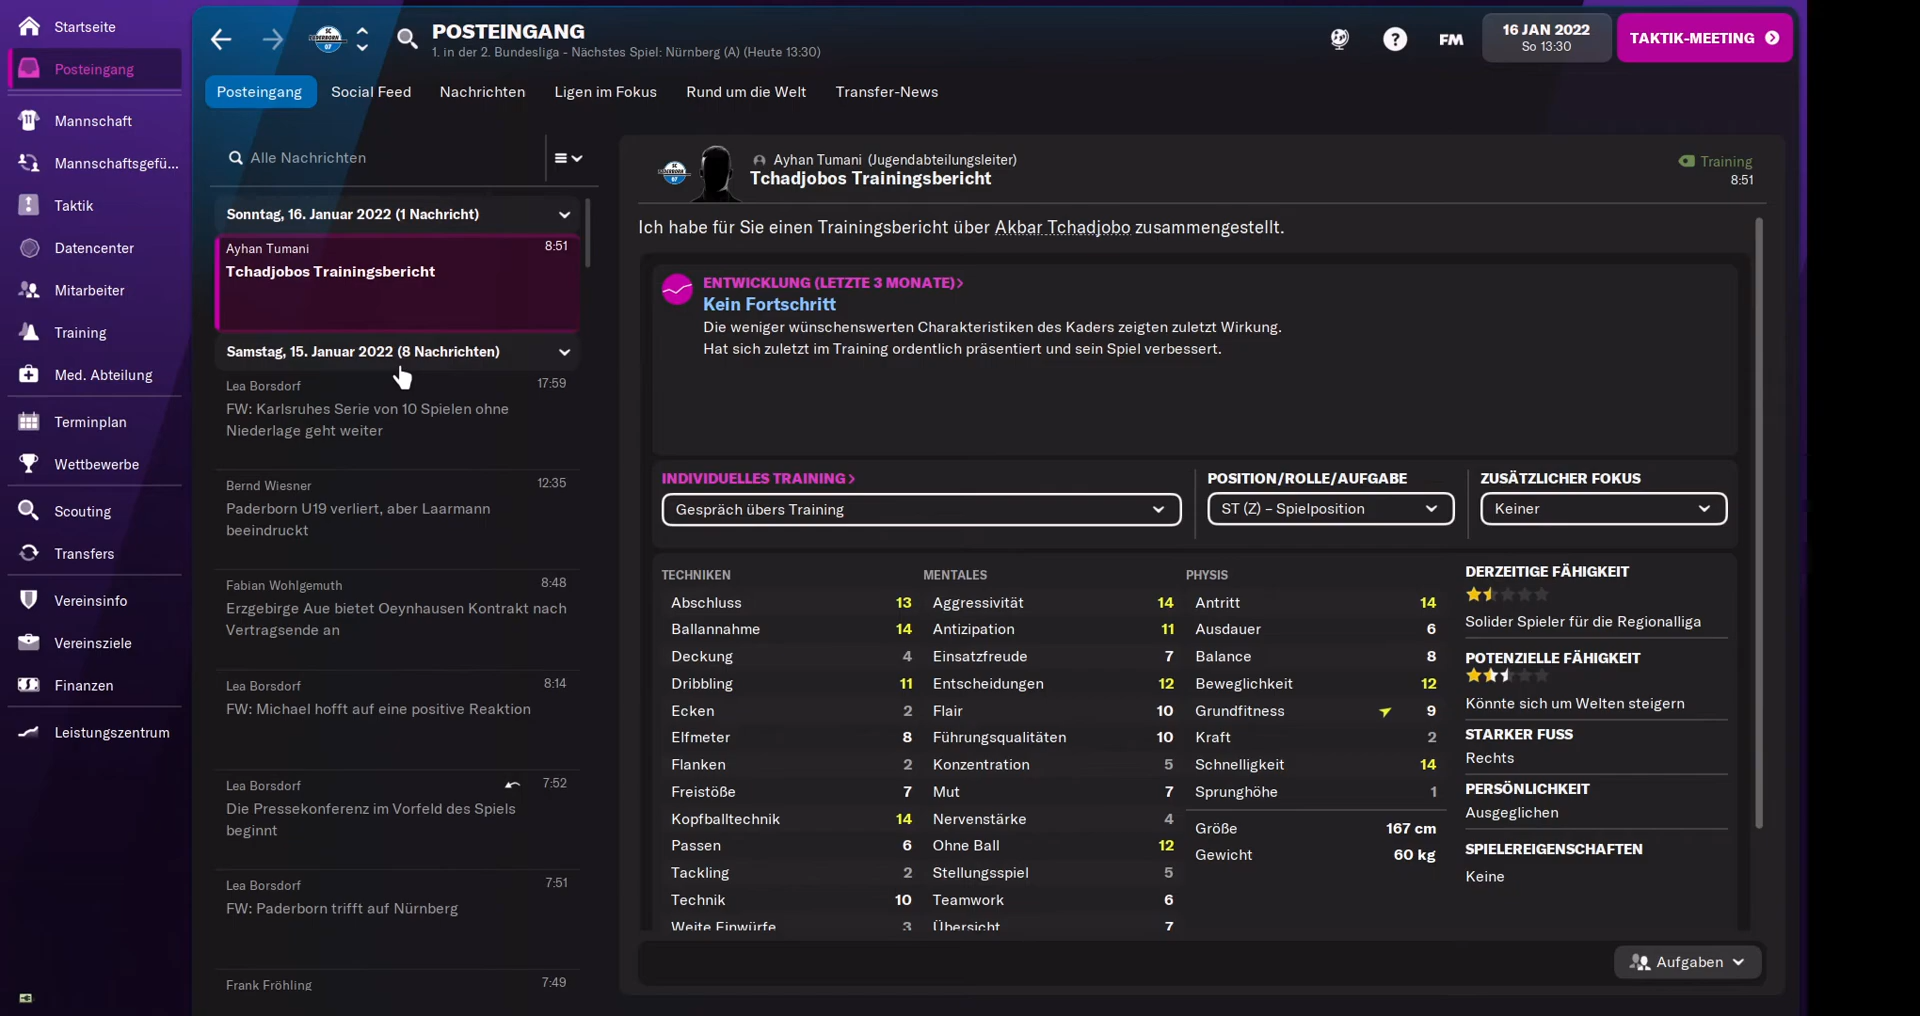 Startseite
Posteingang
Mannschaft
Mannschaftsgefü...
Taktik
Datencenter
Mitarbeiter
Training
Med. Abteilung
Terminplan
Wettbewerbe
Scouting
Transfers
Vereinsinfo
Vereinsziele
Finanzen
Leistungszentrum
POSTEINGANG
1. in der 2. Bundesliga - Nächstes Spiel: Nürnberg (A) (Heute 13:30)
FM
16 JAN 2022
So 13:30
TAKTIK-MEETING
Posteingang Social Feed Nachrichten Ligen im Fokus Rund um die Welt Transfer-News
Alle Nachrichten
Sonntag, 16. Januar 2022 (1 Nachricht)
Ayhan Tumani 8:51
Tchadjobos Trainingsbericht
Samstag, 15. Januar 2022 (8 Nachrichten)
Lea Borsdorf 17:59
FW: Karlsruhes Serie von 10 Spielen ohne
Niederlage geht weiter
Bernd Wiesner 12:35
Paderborn U19 verliert, aber Laarmann
beeindruckt
Fabian Wohlgemuth 8:48
Erzgebirge Aue bietet Oeynhausen Kontrakt nach
Vertragsende an
Lea Borsdorf 8:14
FW: Michael hofft auf eine positive Reaktion
Lea Borsdorf 7:52
Die Pressekonferenz im Vorfeld des Spiels
beginnt
Lea Borsdorf 7:51
FW: Paderborn trifft auf Nürnberg
Frank Fröhling 7:49
Ayhan Tumani (Jugendabteilungsleiter)
Tchadjobos Trainingsbericht
Training
8:51
Ich habe für Sie einen Trainingsbericht über Akbar Tchadjobo zusammengestellt.
ENTWICKLUNG (LETZTE 3 MONATE)>
Kein Fortschritt
Die weniger wünschenswerten Charakteristiken des Kaders zeigten zuletzt Wirkung.
Hat sich zuletzt im Training ordentlich präsentiert und sein Spiel verbessert.
INDIVIDUELLES TRAINING> POSITION/ROLLE/AUFGABE ZUSÄTZLICHER FOKUS
Gespräch übers Training ST (Z) – Spielposition Keiner
TECHNIKEN
Abschluss 13
Ballannahme 14
Deckung 4
Dribbling 11
Ecken 2
Elfmeter 8
Flanken 2
Freistöße 7
Kopfballtechnik 14
Passen 6
Tackling 2
Technik 10
Weite Einwürfe 3
MENTALES
Aggressivität 14
Antizipation 11
Einsatzfreude 7
Entscheidungen 12
Flair 10
Führungsqualitäten 10
Konzentration 5
Mut 7
Nervenstärke 4
Ohne Ball 12
Stellungsspiel 5
Teamwork 6
Übersicht 7
PHYSIS
Antritt 14
Ausdauer 6
Balance 8
Beweglichkeit 12
Grundfitness 9
Kraft 2
Schnelligkeit 14
Sprunghöhe 1
Größe 167 cm
Gewicht 60 kg
DERZEITIGE FÄHIGKEIT
Solider Spieler für die Regionalliga
POTENZIELLE FÄHIGKEIT
Könnte sich um Welten steigern
STARKER FUSS
Rechts
PERSÖNLICHKEIT
Ausgeglichen
SPIELEREIGENSCHAFTEN
Keine
Aufgaben